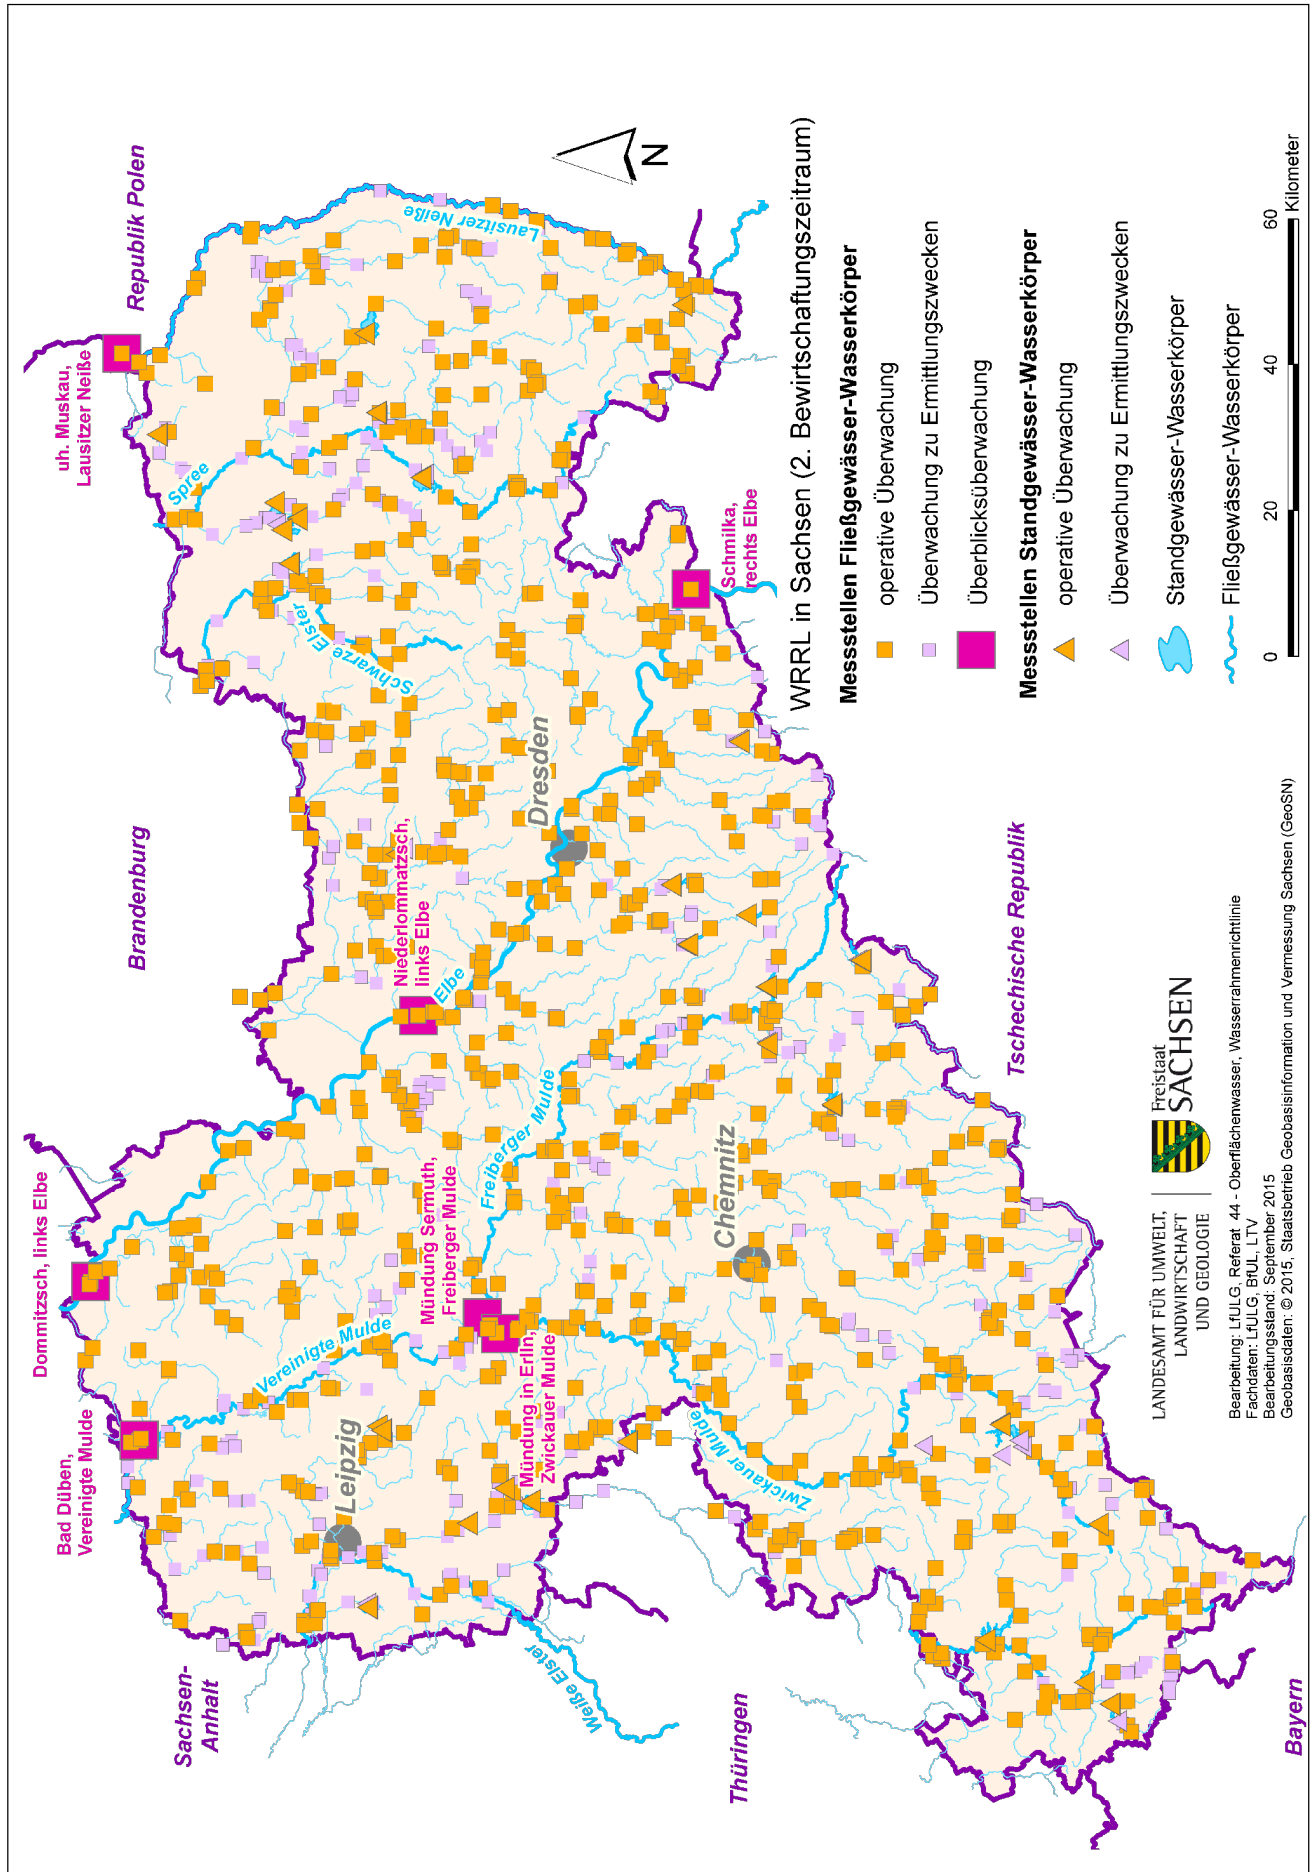 Republik Polen
uh. Muskau,
Lausitzer Neiße
Spree
Lausitzer Neiße
Schwarze Elster
Brandenburg
Dresden
Schmilka,
rechts Elbe
Niederlommatzsch,
links Elbe
Elbe
Tschechische Republik
Dommitzsch, links Elbe
Freiberger Mulde
Mündung Sermuth,
Freiberger Mulde
Chemnitz
Vereinigte Mulde
Bad Düben,
Vereinigte Mulde
Mündung in Erlln,
Zwickauer Mulde
Leipzig
Zwickauer Mulde
Sachsen-
Anhalt
Weiße Elster
Thüringen
Bayern
N
WRRL in Sachsen (2. Bewirtschaftungszeitraum)
Messstellen Fließgewässer-Wasserkörper
operative Überwachung
Überwachung zu Ermittlungszwecken
Überblicksüberwachung
Messstellen Standgewässer-Wasserkörper
operative Überwachung
Überwachung zu Ermittlungszwecken
Standgewässer-Wasserkörper
Fließgewässer-Wasserkörper
0 20 40 60
Kilometer
LANDESAMT FÜR UMWELT,
LANDWIRTSCHAFT
UND GEOLOGIE
Freistaat
SACHSEN
Bearbeitung: LfULG, Referat 44 - Oberflächenwasser, Wasserrahmenrichtlinie
Fachdaten: LfULG, BfUL, LTV
Bearbeitungsstand: September 2015
Geobasisdaten: © 2015, Staatsbetrieb Geobasisinformation und Vermessung Sachsen (GeoSN)